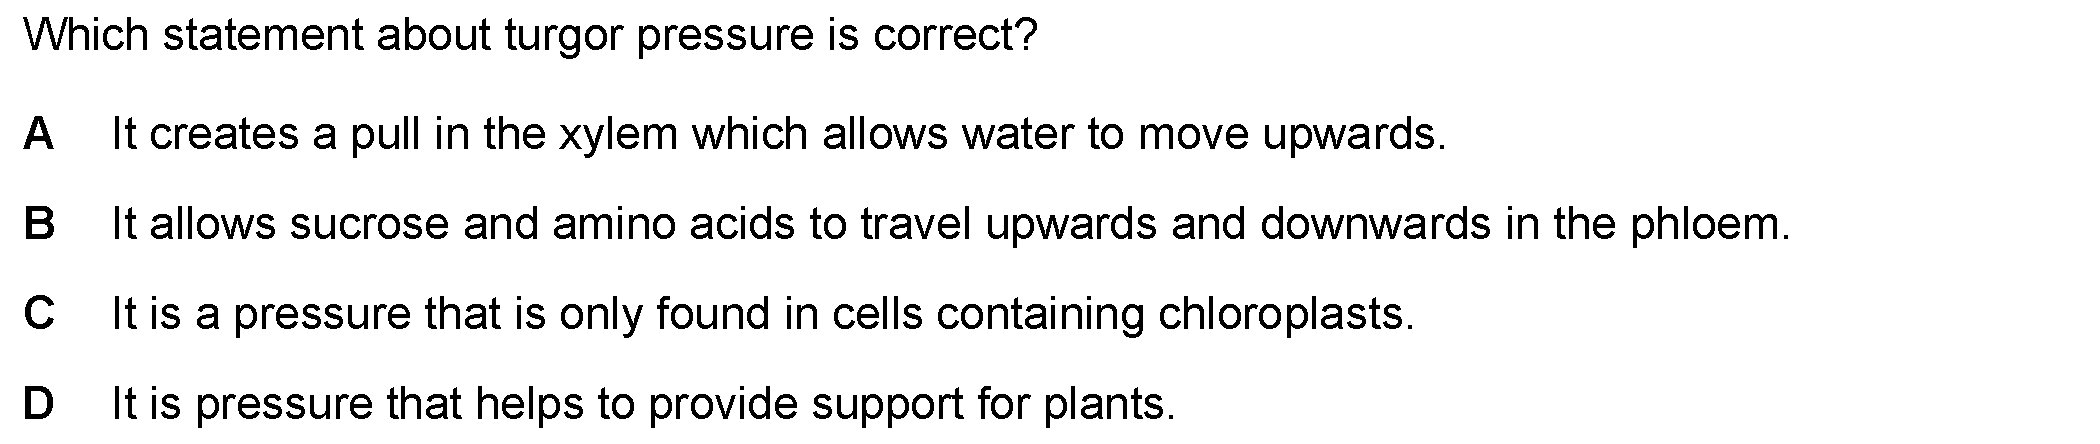 Which statement about turgor pressure is correct?
A It creates a pull in the xylem which allows water to move upwards.
B It allows sucrose and amino acids to travel upwards and downwards in the phloem.
C It is a pressure that is only found in cells containing chloroplasts.
D It is pressure that helps to provide support for plants.